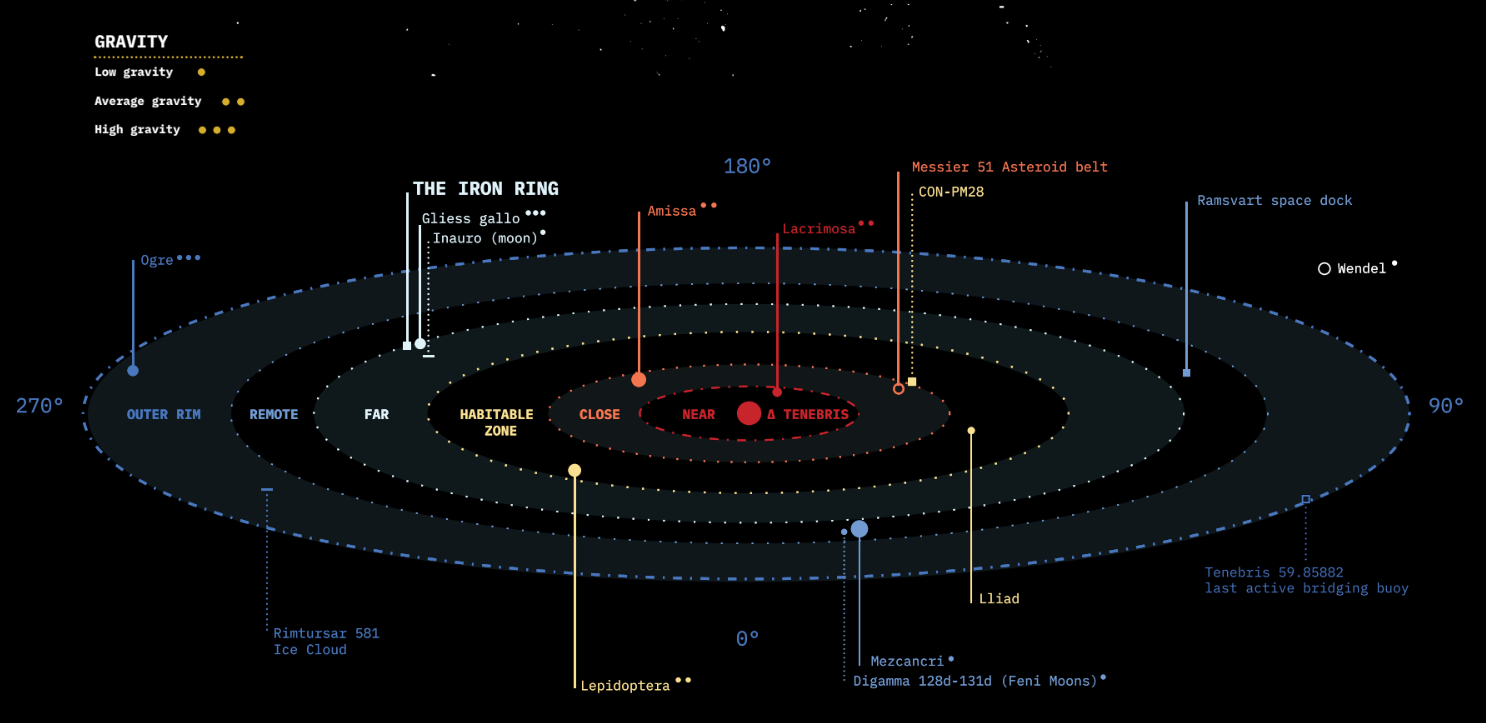 GRAVITY
Low gravity
Average gravity
High gravity
180°
Messier 51 Asteroid belt
THE IRON RING
CON-PM28
Ramsvart space dock
Gliess gallo
Amissa
Lacrimosa
Inauro (moon)
Ogre
Wendel
270°
90°
OUTER RIM
REMOTE
FAR
HABITABLE
ZONE
CLOSE
NEAR
Δ TENEBRIS
Tenebris 59.85882
last active bridging buoy
Lliad
Rimtursar 581
Ice Cloud
0°
Mezcancri
Digamma 128d-131d (Feni Moons)
Lepidoptera